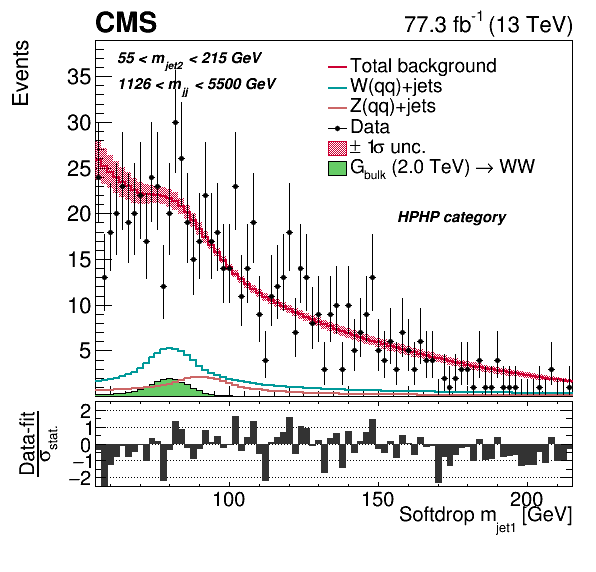 CMS
77.3 fb⁻¹ (13 TeV)
Events
55 < m_jet2 < 215 GeV
1126 < m_jj < 5500 GeV
Total background
W(qq)+jets
Z(qq)+jets
Data
± 1σ unc.
G_bulk (2.0 TeV) → WW
HPHP category
35
30
25
20
15
10
5
Data-fit
σ_stat.
2
1
0
−1
−2
100 150 200
Softdrop m_jet1 [GeV]